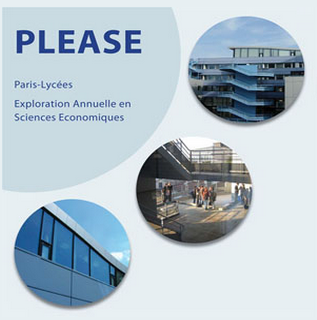 PLEASE
Paris-Lycées
Exploration Annuelle en
Sciences Economiques